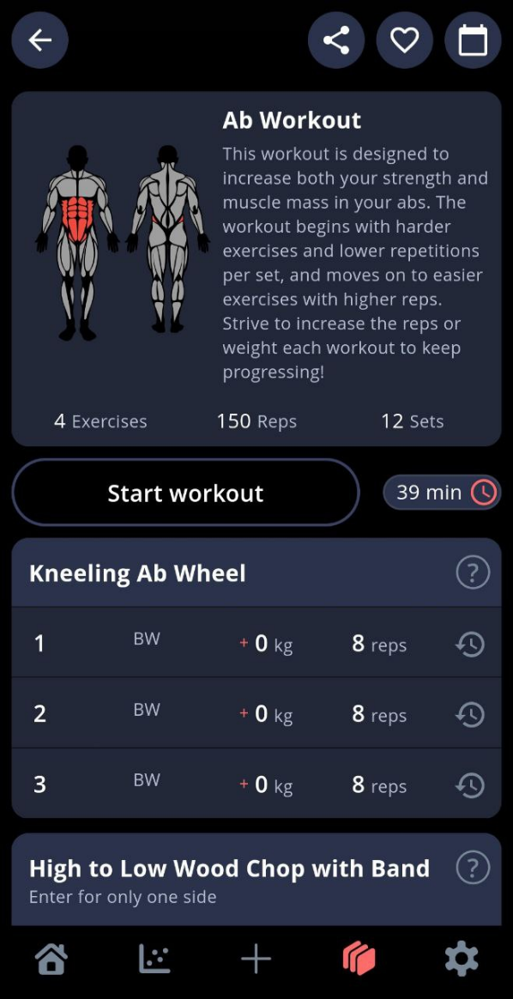 Ab Workout
This workout is designed to
increase both your strength and
muscle mass in your abs. The
workout begins with harder
exercises and lower repetitions
per set, and moves on to easier
exercises with higher reps.
Strive to increase the reps or
weight each workout to keep
progressing!
4 Exercises 150 Reps 12 Sets
Start workout 39 min
Kneeling Ab Wheel ?
1 BW + 0 kg 8 reps
2 BW + 0 kg 8 reps
3 BW + 0 kg 8 reps
High to Low Wood Chop with Band ?
Enter for only one side